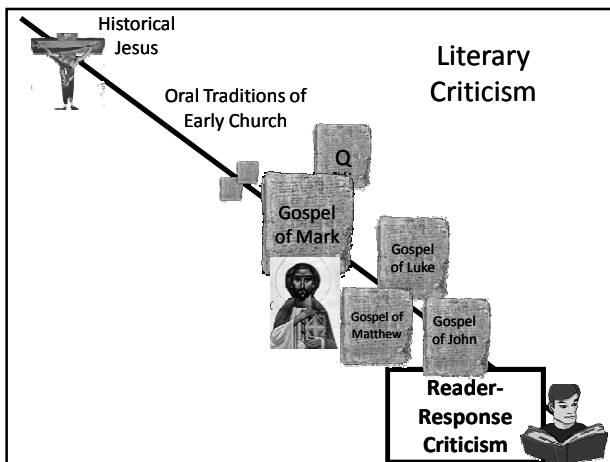 Historical
Jesus
Literary
Criticism
Oral Traditions of
Early Church
Q
Gospel
of Mark
Gospel
of Luke
Gospel of
Matthew
Gospel
of John
Reader-
Response
Criticism